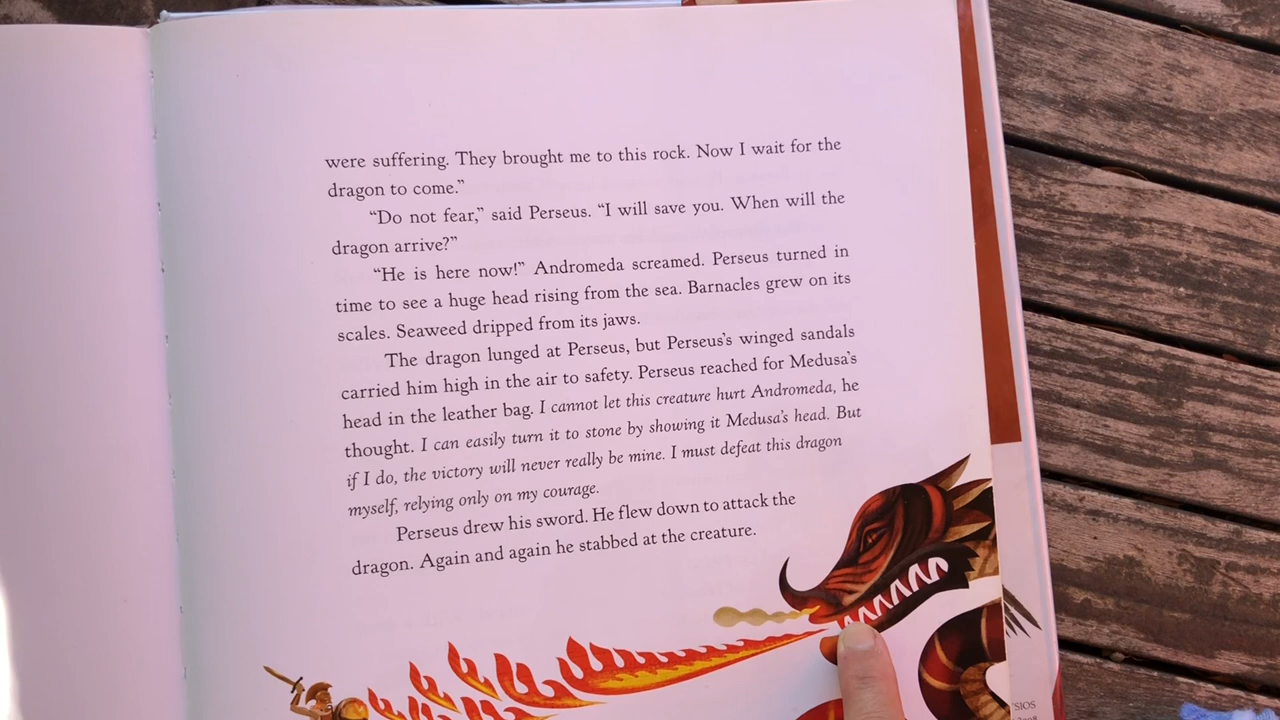 were suffering. They brought me to this rock. Now I wait for the
dragon to come.”
“Do not fear,” said Perseus. “I will save you. When will the
dragon arrive?”
“He is here now!” Andromeda screamed. Perseus turned in
time to see a huge head rising from the sea. Barnacles grew on its
scales. Seaweed dripped from its jaws.
The dragon lunged at Perseus, but Perseus’s winged sandals
carried him high in the air to safety. Perseus reached for Medusa’s
head in the leather bag. I cannot let this creature hurt Andromeda, he
thought. I can easily turn it to stone by showing it Medusa’s head. But
if I do, the victory will never really be mine. I must defeat this dragon
myself, relying only on my courage.
Perseus drew his sword. He flew down to attack the
dragon. Again and again he stabbed at the creature.